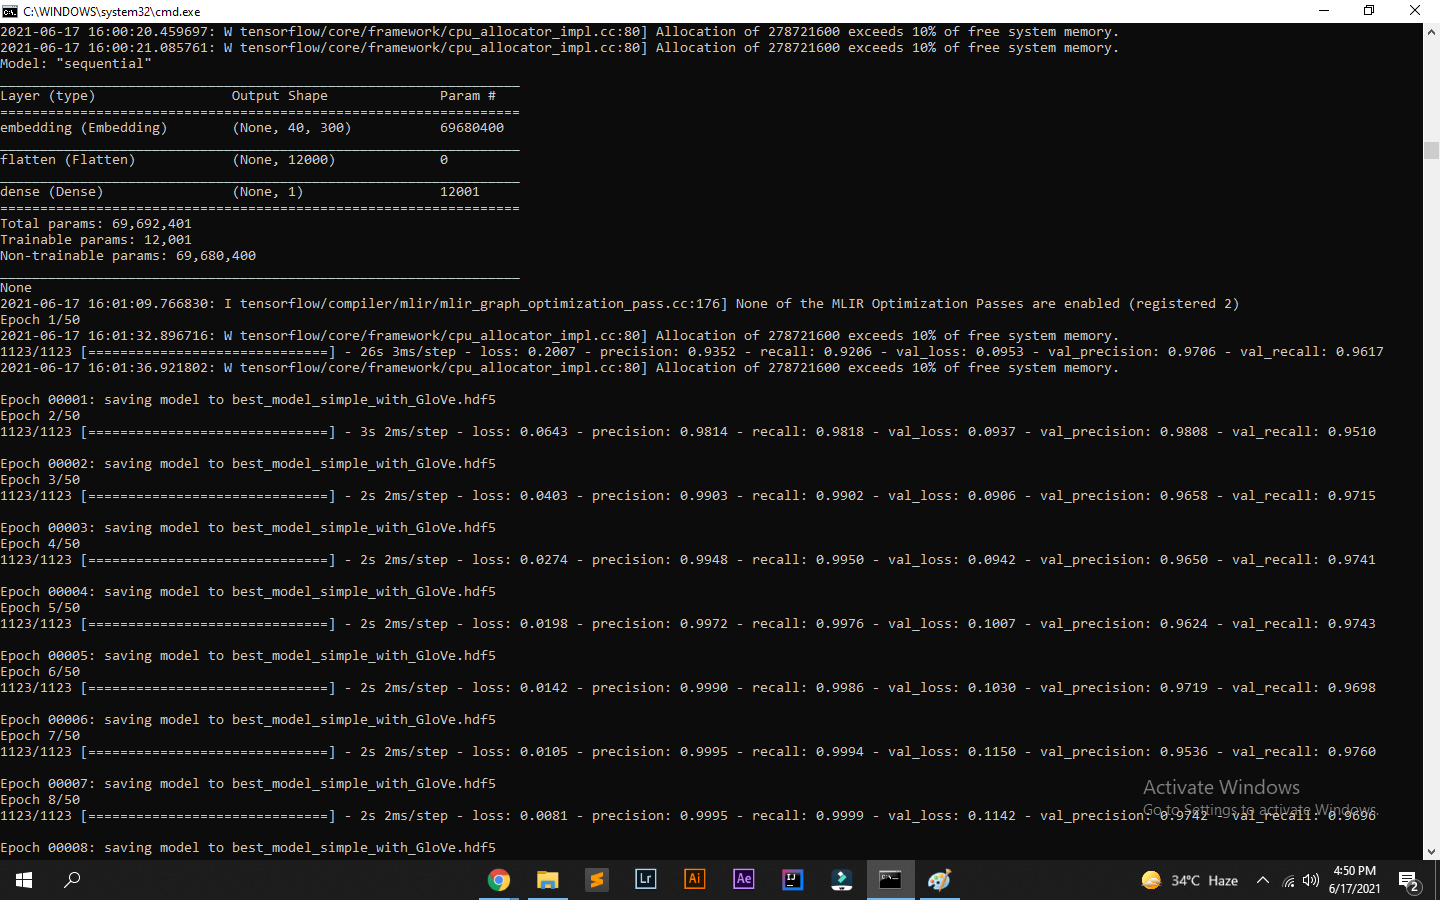 C:\WINDOWS\system32\cmd.exe
2021-06-17 16:00:20.459697: W tensorflow/core/framework/cpu_allocator_impl.cc:80] Allocation of 278721600 exceeds 10% of free system memory.
2021-06-17 16:00:21.085761: W tensorflow/core/framework/cpu_allocator_impl.cc:80] Allocation of 278721600 exceeds 10% of free system memory.
Model: "sequential"
_________________________________________________________________
Layer (type)                 Output Shape              Param #
=================================================================
embedding (Embedding)        (None, 40, 300)           69680400
_________________________________________________________________
flatten (Flatten)            (None, 12000)             0
_________________________________________________________________
dense (Dense)                (None, 1)                 12001
=================================================================
Total params: 69,692,401
Trainable params: 12,001
Non-trainable params: 69,680,400
_________________________________________________________________
None
2021-06-17 16:01:09.766830: I tensorflow/compiler/mlir/mlir_graph_optimization_pass.cc:176] None of the MLIR Optimization Passes are enabled (registered 2)
Epoch 1/50
2021-06-17 16:01:32.896716: W tensorflow/core/framework/cpu_allocator_impl.cc:80] Allocation of 278721600 exceeds 10% of free system memory.
1123/1123 [==============================] - 26s 3ms/step - loss: 0.2007 - precision: 0.9352 - recall: 0.9206 - val_loss: 0.0953 - val_precision: 0.9706 - val_recall: 0.9617
2021-06-17 16:01:36.921802: W tensorflow/core/framework/cpu_allocator_impl.cc:80] Allocation of 278721600 exceeds 10% of free system memory.
Epoch 00001: saving model to best_model_simple_with_GloVe.hdf5
Epoch 2/50
1123/1123 [==============================] - 3s 2ms/step - loss: 0.0643 - precision: 0.9814 - recall: 0.9818 - val_loss: 0.0937 - val_precision: 0.9808 - val_recall: 0.9510
Epoch 00002: saving model to best_model_simple_with_GloVe.hdf5
Epoch 3/50
1123/1123 [==============================] - 2s 2ms/step - loss: 0.0403 - precision: 0.9903 - recall: 0.9902 - val_loss: 0.0906 - val_precision: 0.9658 - val_recall: 0.9715
Epoch 00003: saving model to best_model_simple_with_GloVe.hdf5
Epoch 4/50
1123/1123 [==============================] - 2s 2ms/step - loss: 0.0274 - precision: 0.9948 - recall: 0.9950 - val_loss: 0.0942 - val_precision: 0.9650 - val_recall: 0.9741
Epoch 00004: saving model to best_model_simple_with_GloVe.hdf5
Epoch 5/50
1123/1123 [==============================] - 2s 2ms/step - loss: 0.0198 - precision: 0.9972 - recall: 0.9976 - val_loss: 0.1007 - val_precision: 0.9624 - val_recall: 0.9743
Epoch 00005: saving model to best_model_simple_with_GloVe.hdf5
Epoch 6/50
1123/1123 [==============================] - 2s 2ms/step - loss: 0.0142 - precision: 0.9990 - recall: 0.9986 - val_loss: 0.1030 - val_precision: 0.9719 - val_recall: 0.9698
Epoch 00006: saving model to best_model_simple_with_GloVe.hdf5
Epoch 7/50
1123/1123 [==============================] - 2s 2ms/step - loss: 0.0105 - precision: 0.9995 - recall: 0.9994 - val_loss: 0.1150 - val_precision: 0.9536 - val_recall: 0.9760
Epoch 00007: saving model to best_model_simple_with_GloVe.hdf5
Activate Windows
Epoch 8/50
Go to Settings to activate Windows.
1123/1123 [==============================] - 2s 2ms/step - loss: 0.0081 - precision: 0.9995 - recall: 0.9999 - val_loss: 0.1142 - val_precision: 0.9742 - val_recall: 0.9696
Epoch 00008: saving model to best_model_simple_with_GloVe.hdf5
Lr
Ai
Ae
IJ
34°C Haze
4:50 PM
6/17/2021
2